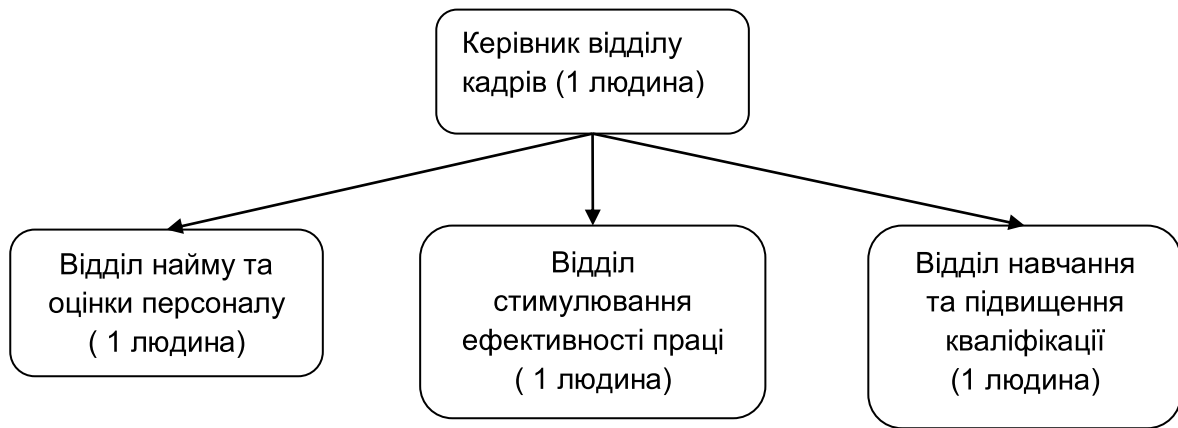 Керівник відділу
кадрів (1 людина)
Відділ найму та
оцінки персоналу
( 1 людина)
Відділ
стимулювання
ефективності праці
( 1 людина)
Відділ навчання
та підвищення
кваліфікації
(1 людина)